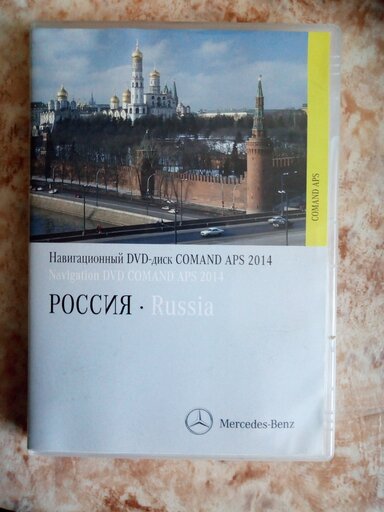 COMAND APS
Навигационный DVD-диск COMAND APS 2014
Navigation DVD COMAND APS 2014
РОССИЯ · Russia
Mercedes-Benz